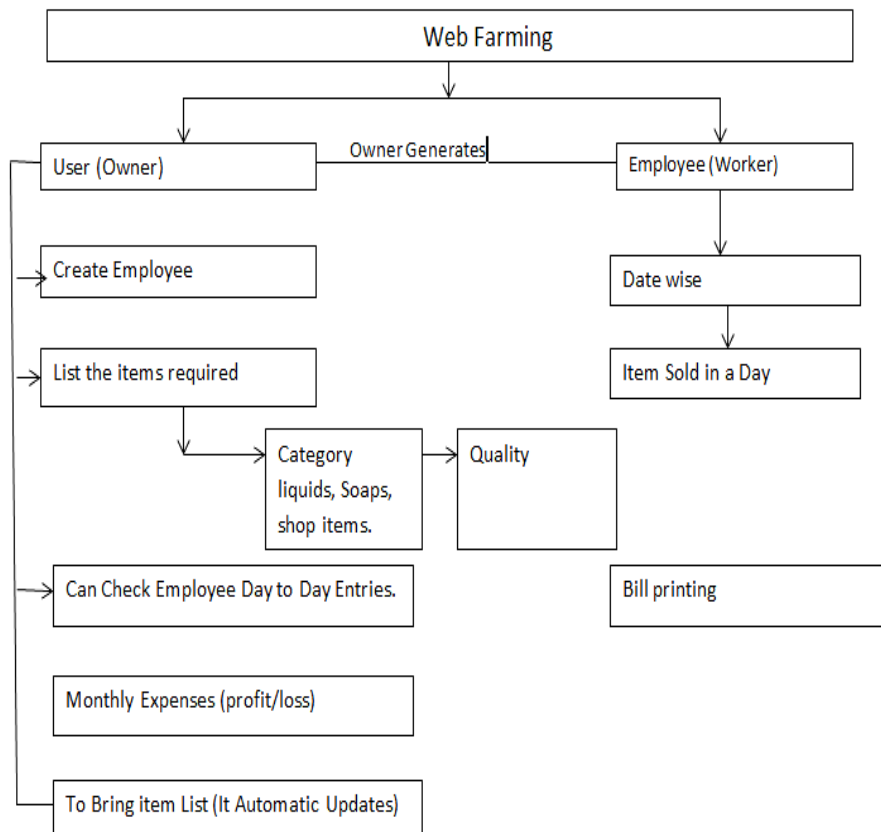 Web Farming
Owner Generates
User (Owner)
Employee (Worker)
Create Employee
Date wise
List the items required
Item Sold in a Day
Category
liquids, Soaps,
shop items.
Quality
Can Check Employee Day to Day Entries.
Bill printing
Monthly Expenses (profit/loss)
To Bring item List (It Automatic Updates)